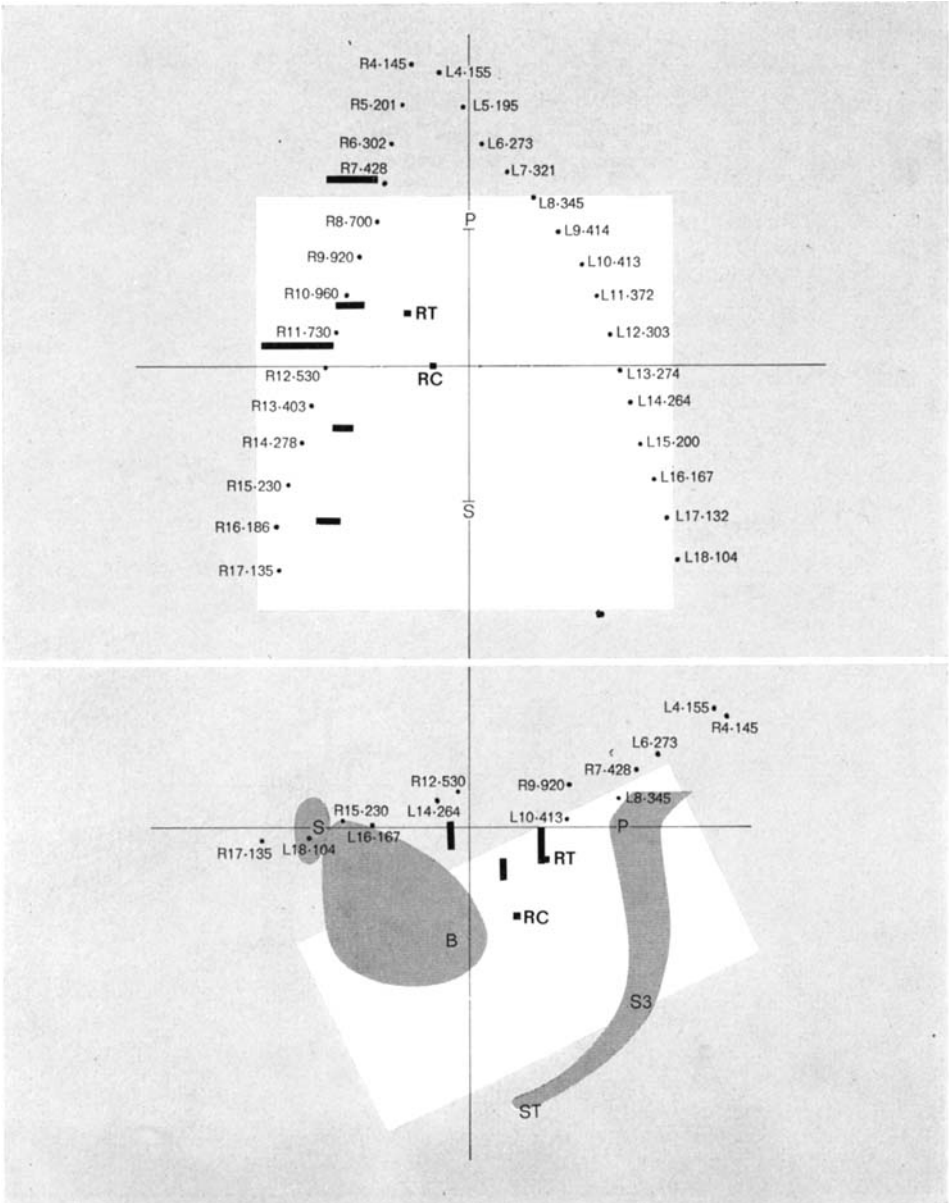 R4·145 L4·155
R5·201 L5·195
R6·302 L6·273
R7·428 L7·321
L8·345
R8·700 P
L9·414
R9·920 L10·413
R10·960 L11·372
RT
R11·730 L12·303
R12·530 RC L13·274
R13·403 L14·264
R14·278 L15·200
R15·230 L16·167
S
R16·186 L17·132
R17·135 L18·104
L4·155
R4·145
L6·273
R7·428
R12·530 R9·920
L8·345
R15·230 L14·264 L10·413
S P
R17·135 L18·104 L16·167
RT
RC
B
S3
ST